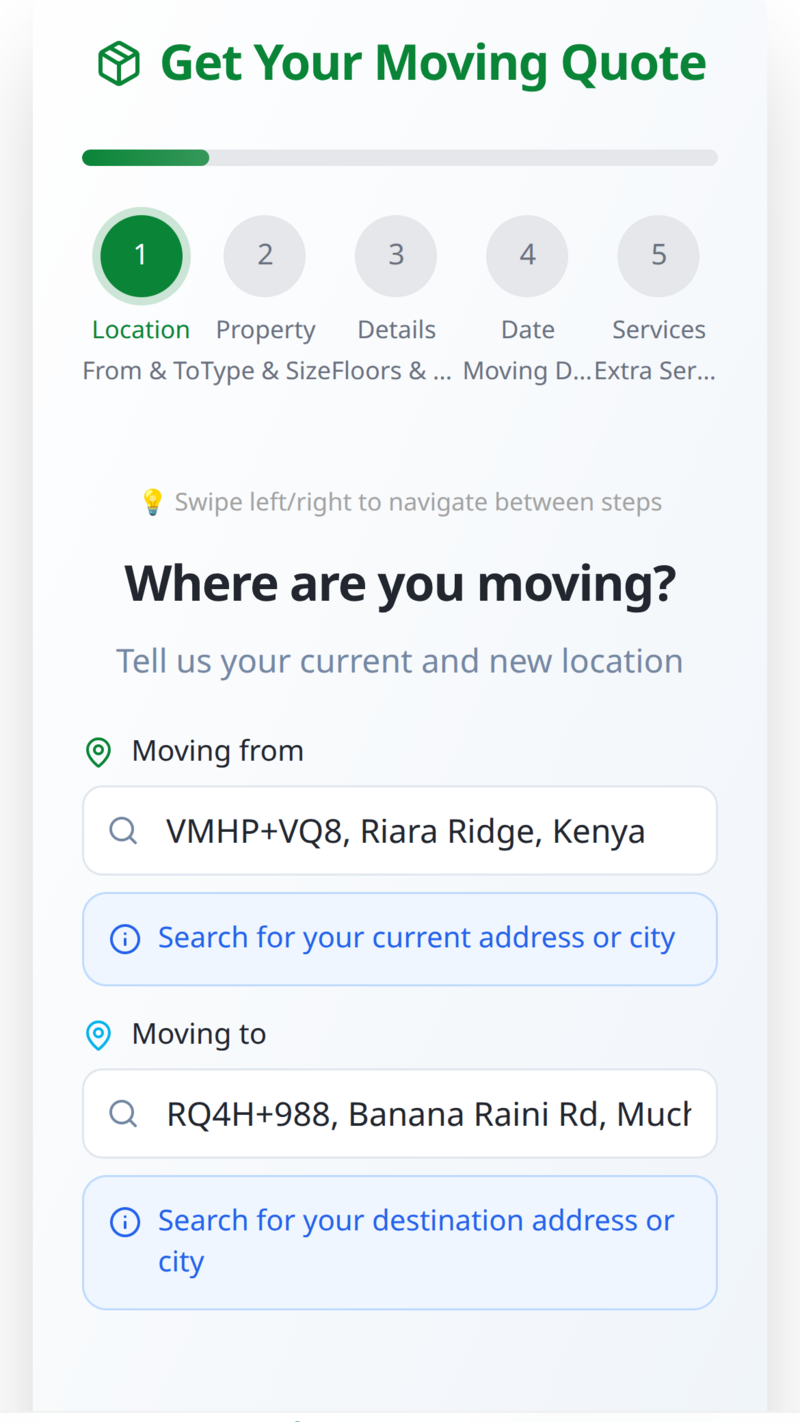 Get Your Moving Quote
1 2 3 4 5
Location Property Details Date Services
From & To Type & Size Floors & ... Moving D... Extra Ser...
💡 Swipe left/right to navigate between steps
Where are you moving?
Tell us your current and new location
Moving from
VMHP+VQ8, Riara Ridge, Kenya
Search for your current address or city
Moving to
RQ4H+988, Banana Raini Rd, Much
Search for your destination address or
city